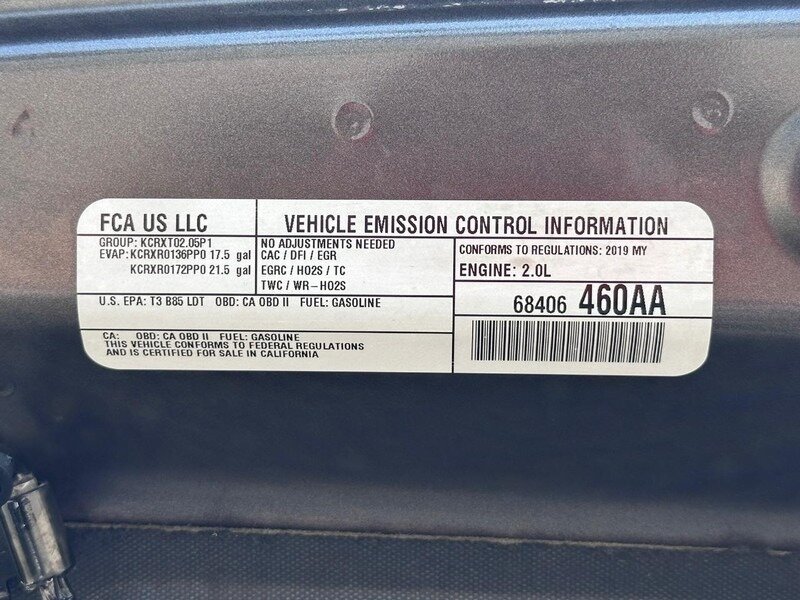 FCA US LLC
VEHICLE EMISSION CONTROL INFORMATION
GROUP: KCRXT02.05P1
EVAP: KCRXR0136PP0 17.5 gal
KCRXR0172PP0 21.5 gal
NO ADJUSTMENTS NEEDED
CAC / DFI / EGR
EGRC / HO2S / TC
TWC / WR-HO2S
CONFORMS TO REGULATIONS: 2019 MY
ENGINE: 2.0L
U.S. EPA: T3 B85 LDT OBD: CA OBD II FUEL: GASOLINE
68406 460AA
CA: OBD: CA OBD II FUEL: GASOLINE
THIS VEHICLE CONFORMS TO FEDERAL REGULATIONS
AND IS CERTIFIED FOR SALE IN CALIFORNIA